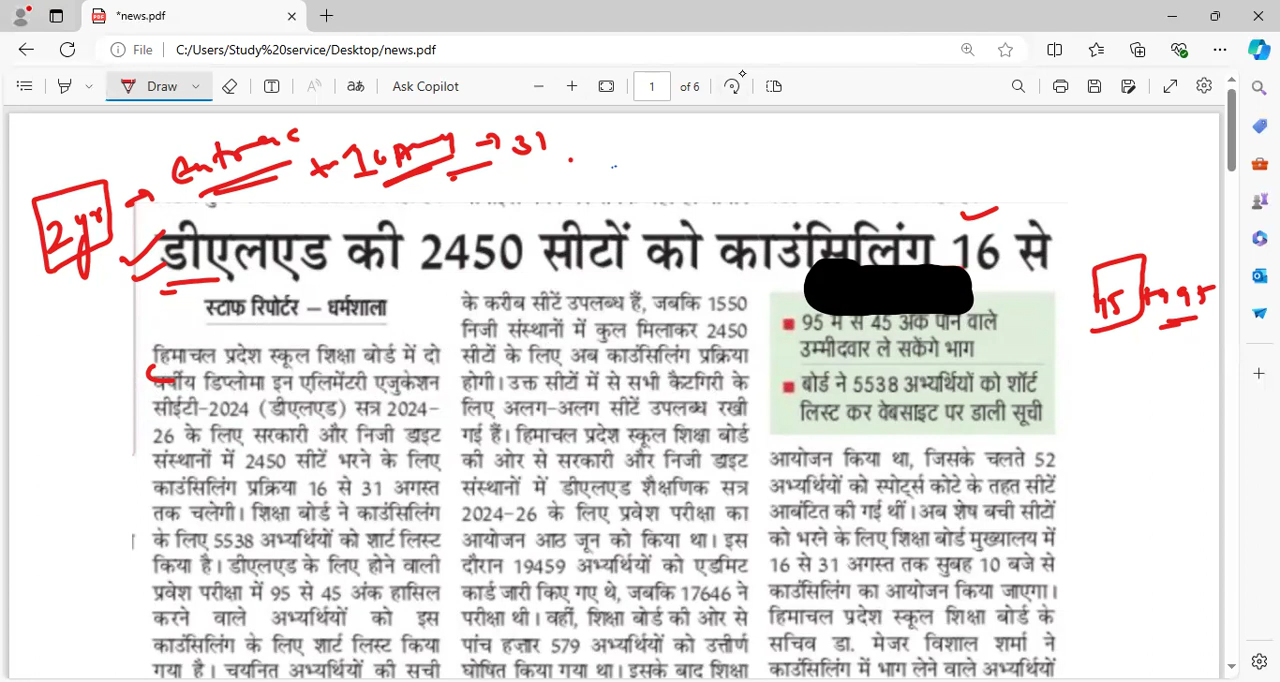 *news.pdf
File
C:/Users/Study%20service/Desktop/news.pdf
Draw
aあ
Ask Copilot
1 of 6
2 yr
Entrance
16 Aug → 31
डीएलएड की 2450 सीटों को काउंसिलिंग 16 से
45
95
स्टाफ रिपोर्टर – धर्मशाला
हिमाचल प्रदेश स्कूल शिक्षा बोर्ड में दो
वर्षीय डिप्लोमा इन एलिमेंटरी एजुकेशन
सीईटी-2024 (डीएलएड) सत्र 2024-
26 के लिए सरकारी और निजी डाइट
संस्थानों में 2450 सीटें भरने के लिए
काउंसिलिंग प्रक्रिया 16 से 31 अगस्त
तक चलेगी। शिक्षा बोर्ड ने काउंसिलिंग
के लिए 5538 अभ्यर्थियों को शार्ट लिस्ट
किया है। डीएलएड के लिए होने वाली
प्रवेश परीक्षा में 95 से 45 अंक हासिल
करने वाले अभ्यर्थियों को इस
काउंसिलिंग के लिए शार्ट लिस्ट किया
गया है। चयनित अभ्यर्थियों की सूची
के करीब सीटें उपलब्ध हैं, जबकि 1550
निजी संस्थानों में कुल मिलाकर 2450
सीटों के लिए अब काउंसिलिंग प्रक्रिया
होगी। उक्त सीटों में से सभी कैटगिरी के
लिए अलग-अलग सीटें उपलब्ध रखी
गई हैं। हिमाचल प्रदेश स्कूल शिक्षा बोर्ड
की ओर से सरकारी और निजी डाइट
संस्थानों में डीएलएड शैक्षणिक सत्र
2024-26 के लिए प्रवेश परीक्षा का
आयोजन आठ जून को किया था। इस
दौरान 19459 अभ्यर्थियों को एडमिट
कार्ड जारी किए गए थे, जबकि 17646 ने
परीक्षा थी। वहीं, शिक्षा बोर्ड की ओर से
पांच हजार 579 अभ्यर्थियों को उत्तीर्ण
घोषित किया गया था। इसके बाद शिक्षा
95 में से 45 अंक पाने वाले
उम्मीदवार ले सकेंगे भाग
बोर्ड ने 5538 अभ्यर्थियों को शॉर्ट
लिस्ट कर वेबसाइट पर डाली सूची
आयोजन किया था, जिसके चलते 52
अभ्यर्थियों को स्पोर्ट्स कोटे के तहत सीटें
आबंटित की गई थीं। अब शेष बची सीटों
को भरने के लिए शिक्षा बोर्ड मुख्यालय में
16 से 31 अगस्त तक सुबह 10 बजे से
काउंसिलिंग का आयोजन किया जाएगा।
हिमाचल प्रदेश स्कूल शिक्षा बोर्ड के
सचिव डा. मेजर विशाल शर्मा ने
काउंसिलिंग में भाग लेने वाले अभ्यर्थियों